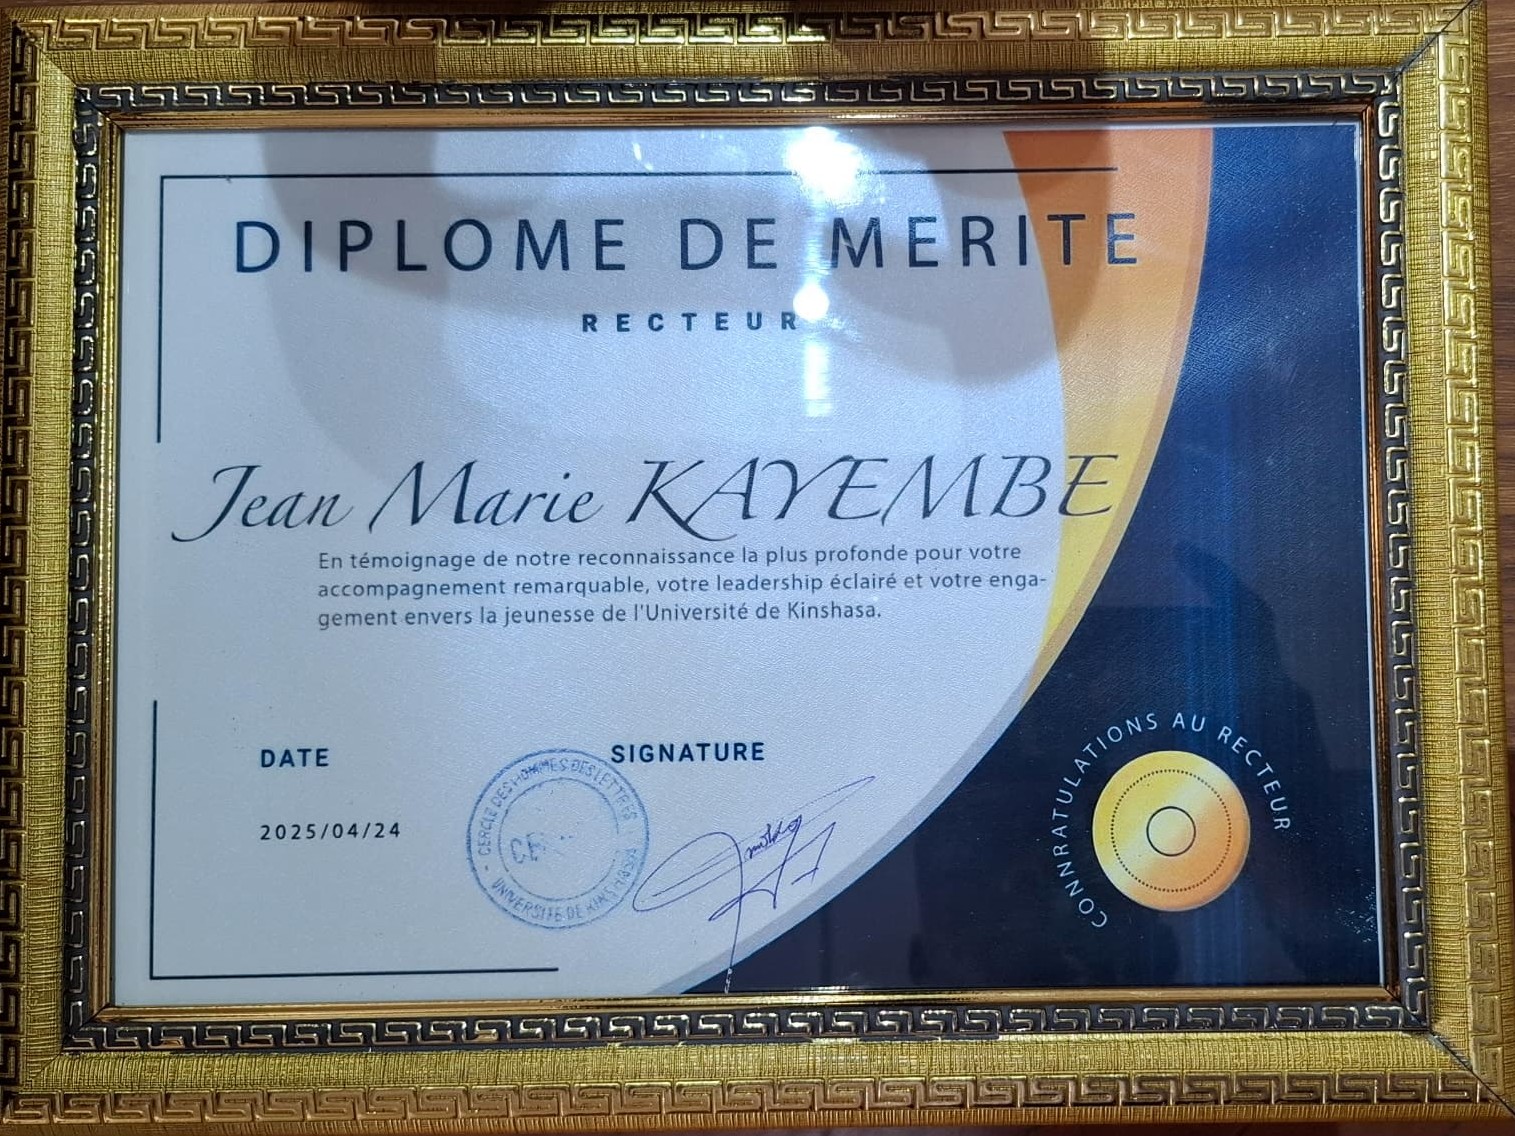 DIPLOME DE MERITE
RECTEUR
Jean Marie KAYEMBE
En témoignage de notre reconnaissance la plus profonde pour votre
accompagnement remarquable, votre leadership éclairé et votre enga-
gement envers la jeunesse de l'Université de Kinshasa.
DATE
SIGNATURE
2025/04/24
CERCLE DES HOMMES DES LETTRES
UNIVERSITE DE KINSHASA
CONNRATULATIONS AU RECTEUR